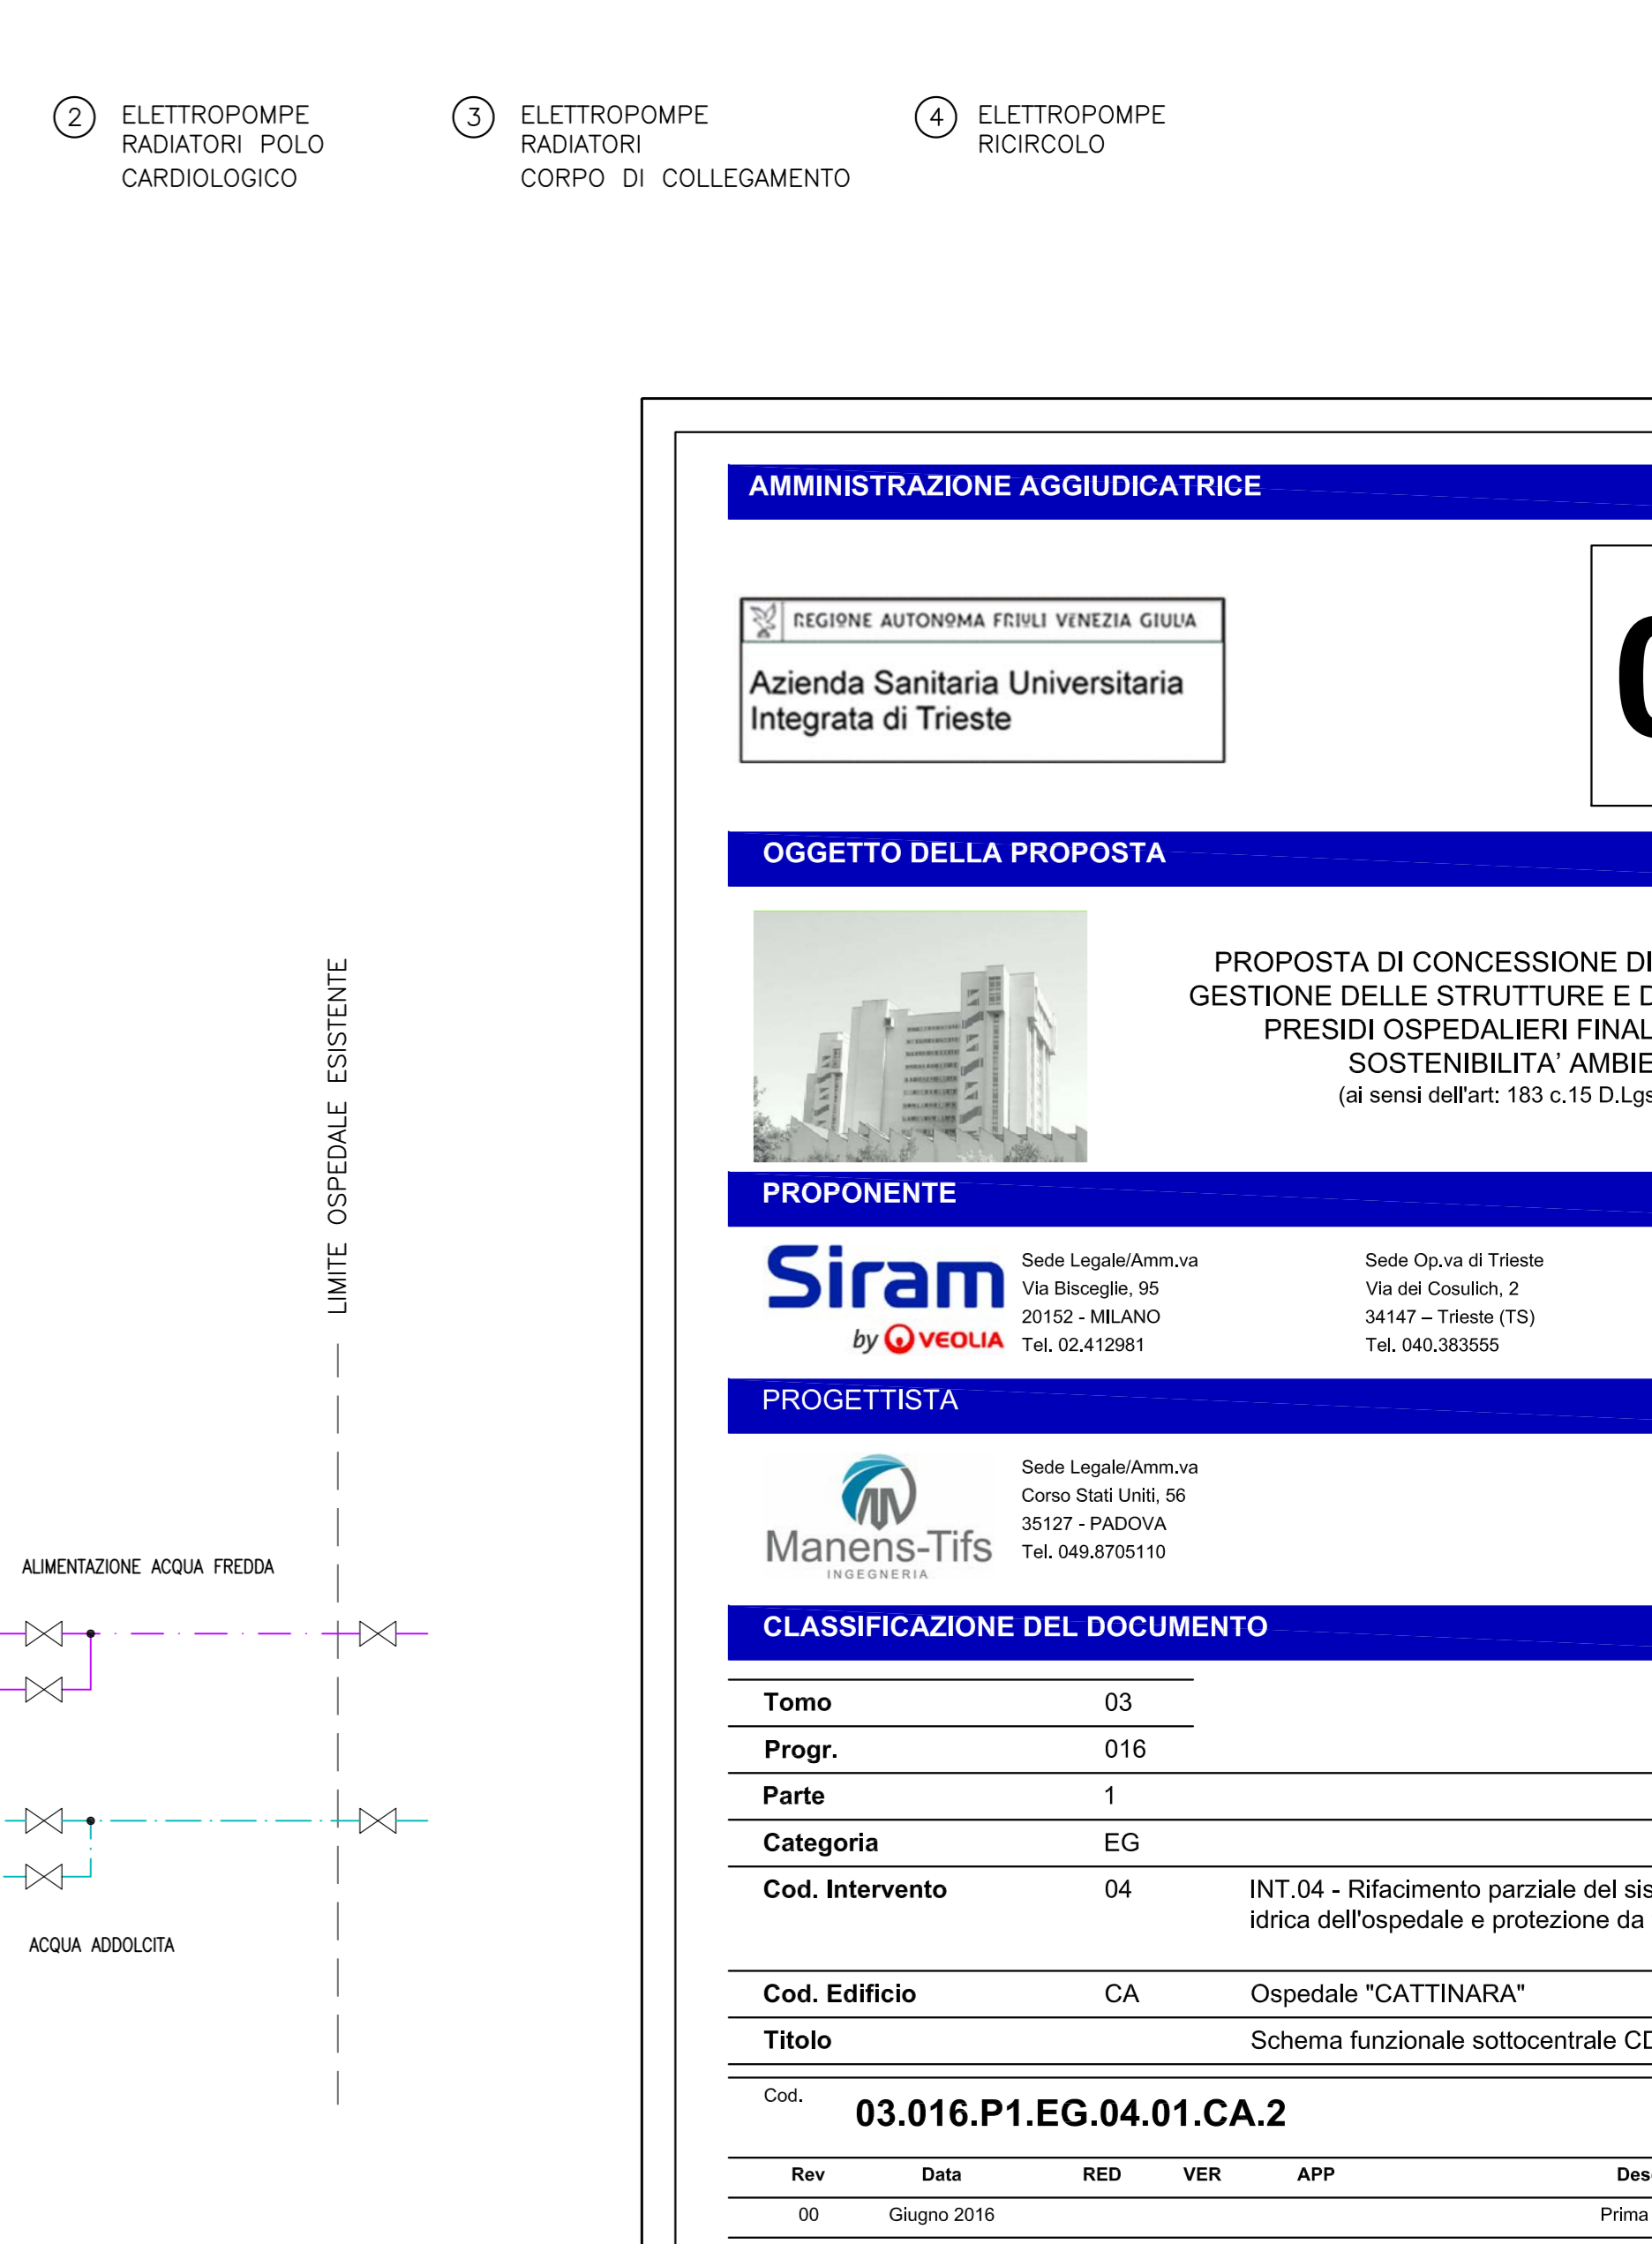 2 ELETTROPOMPE
RADIATORI POLO
CARDIOLOGICO
3 ELETTROPOMPE
RADIATORI
CORPO DI COLLEGAMENTO
4 ELETTROPOMPE
RICIRCOLO
LIMITE OSPEDALE ESISTENTE
ALIMENTAZIONE ACQUA FREDDA
ACQUA ADDOLCITA
AMMINISTRAZIONE AGGIUDICATRICE
REGIONE AUTONOMA FRIULI VENEZIA GIULIA
Azienda Sanitaria Universitaria
Integrata di Trieste
OGGETTO DELLA PROPOSTA
PROPOSTA DI CONCESSIONE DI
GESTIONE DELLE STRUTTURE E
PRESIDI OSPEDALIERI
SOSTENIBILITA'
(ai sensi dell'art: 183 c.15
PROPONENTE
Siram
by VEOLIA
Sede Legale/Amm.va
Via Bisceglie, 95
20152 - MILANO
Tel. 02.412981
Sede Op.va di Trieste
Via dei Cosulich, 2
34147 – Trieste (TS)
Tel. 040.383555
PROGETTISTA
Manens-Tifs
INGEGNERIA
Sede Legale/Amm.va
Corso Stati Uniti, 56
35127 - PADOVA
Tel. 049.8705110
CLASSIFICAZIONE DEL DOCUMENTO
Tomo 03
Progr. 016
Parte 1
Categoria EG
Cod. Intervento 04 INT.04 - Rifacimento parziale del
idrica dell'ospedale e protezione da
Cod. Edificio CA Ospedale "CATTINARA"
Titolo Schema funzionale sottocentrale
Cod. 03.016.P1.EG.04.01.CA.2
Rev Data RED VER APP
00 Giugno 2016 Prima